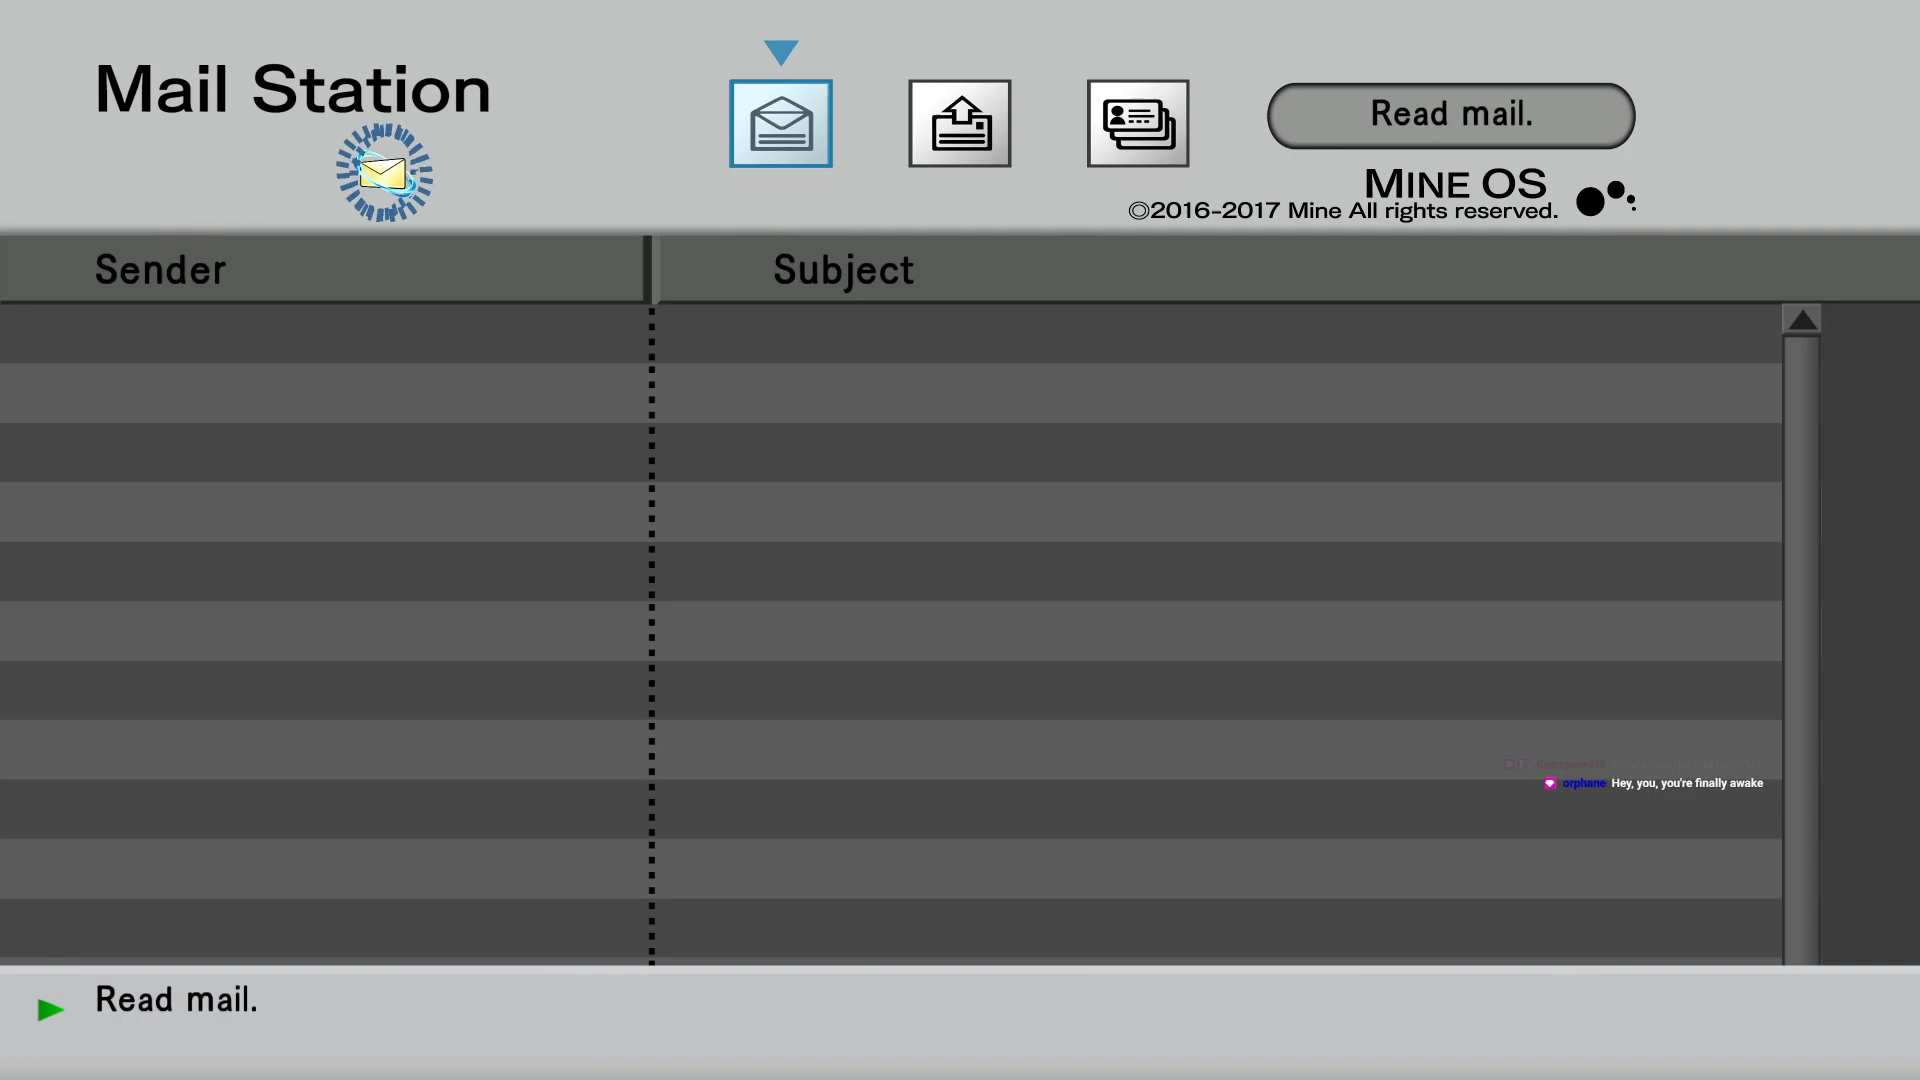 Mail Station
Read mail.
MINE OS
©2016-2017 Mine All rights reserved.
Sender
Subject
orphane Hey, you, you're finally awake
Read mail.